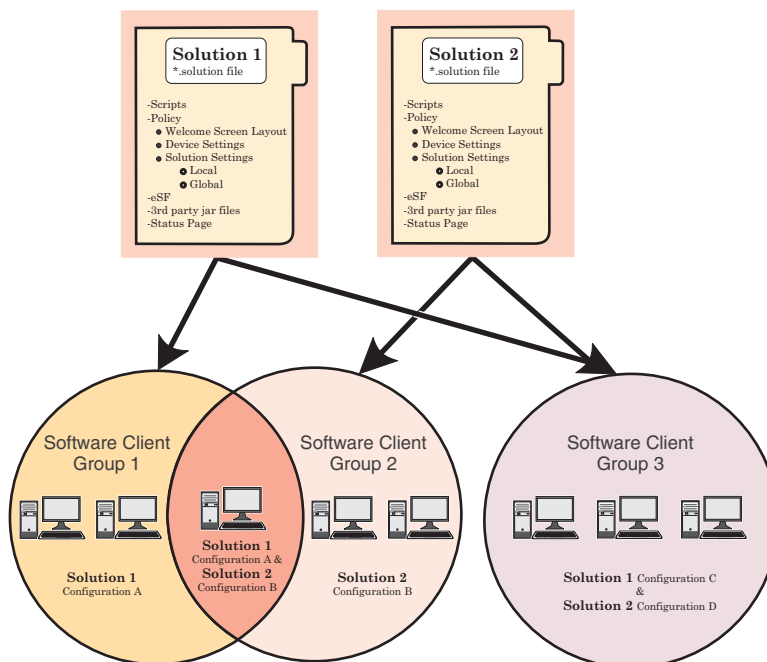 Solution 1
*.solution file
-Scripts
-Policy
Welcome Screen Layout
Device Settings
Solution Settings
Local
Global
-eSF
-3rd party jar files
-Status Page
Solution 2
*.solution file
-Scripts
-Policy
Welcome Screen Layout
Device Settings
Solution Settings
Local
Global
-eSF
-3rd party jar files
-Status Page
Software Client
Group 1
Solution 1
Configuration A
Solution 1
Configuration A &
Solution 2
Configuration B
Software Client
Group 2
Solution 2
Configuration B
Software Client
Group 3
Solution 1 Configuration C
&
Solution 2 Configuration D